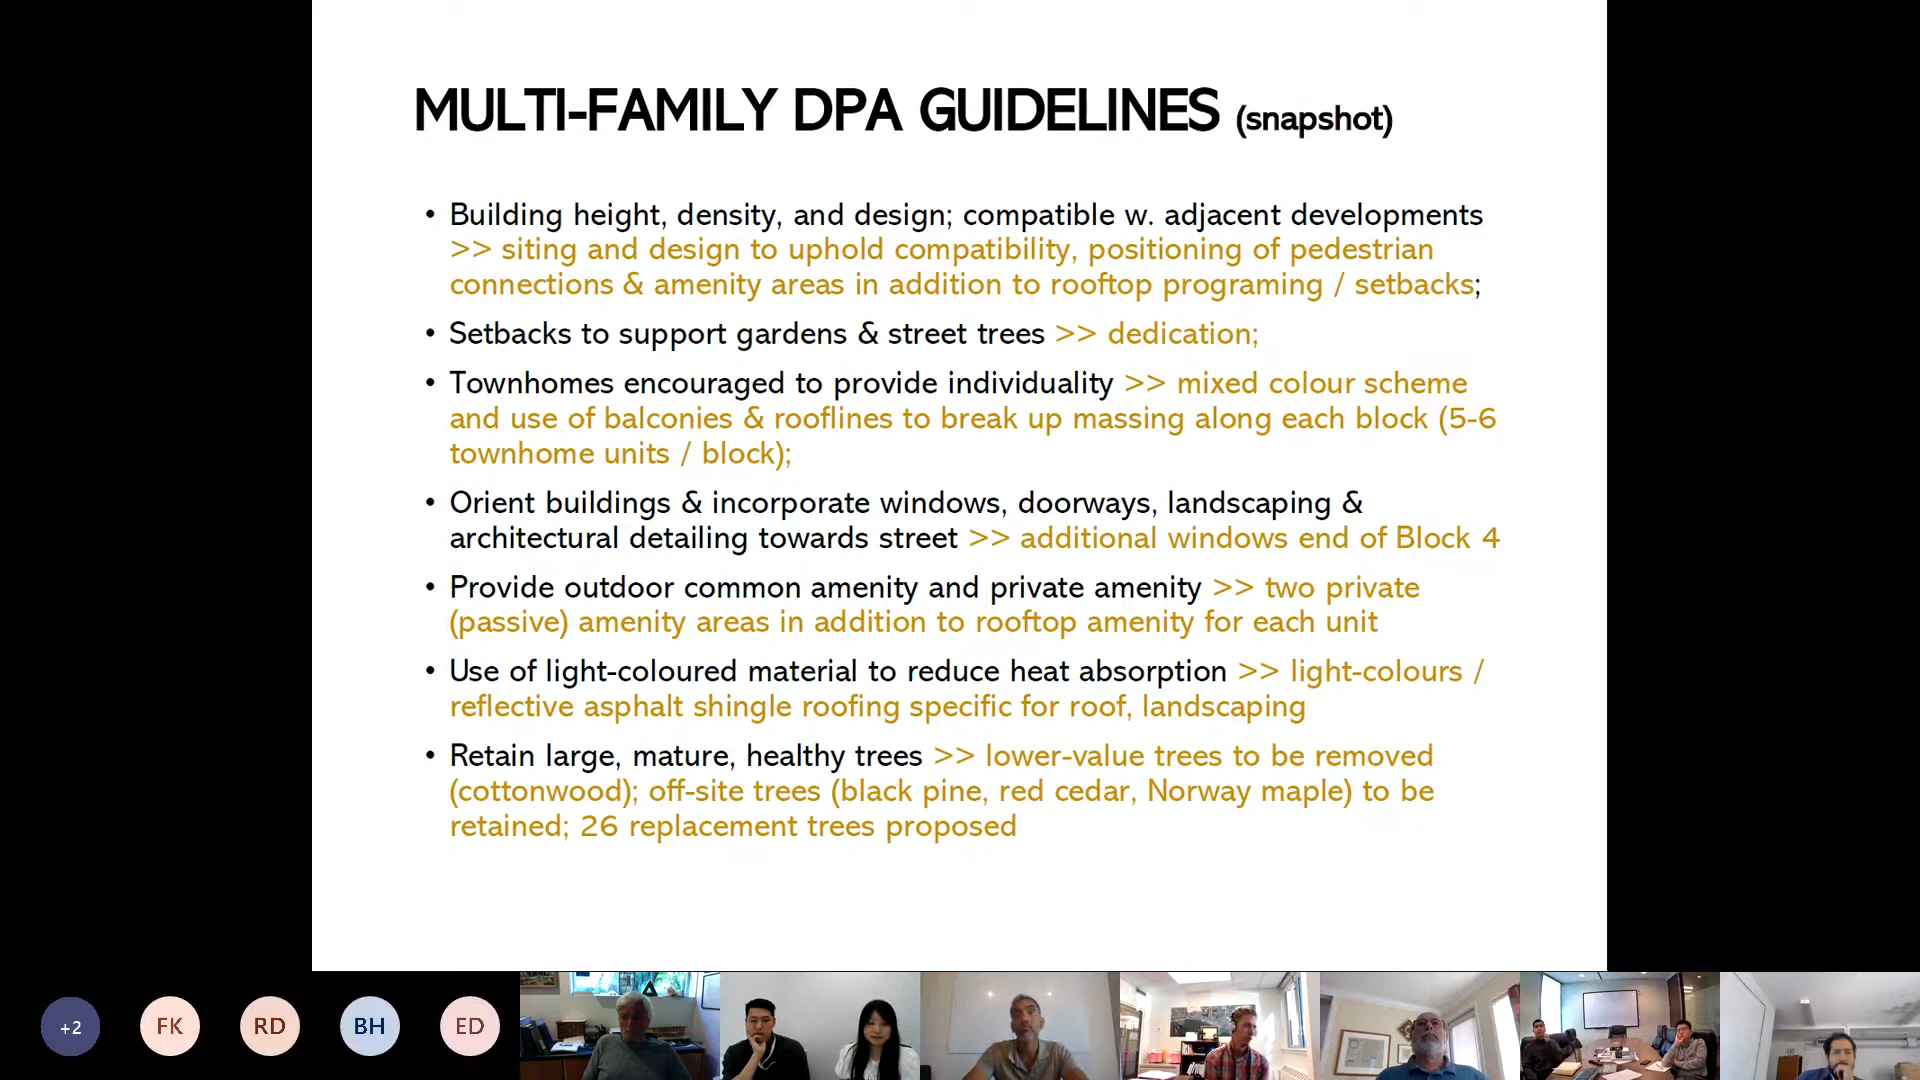 MULTI-FAMILY DPA GUIDELINES (snapshot)
• Building height, density, and design; compatible w. adjacent developments
>> siting and design to uphold compatibility, positioning of pedestrian
connections & amenity areas in addition to rooftop programing / setbacks;
• Setbacks to support gardens & street trees >> dedication;
• Townhomes encouraged to provide individuality >> mixed colour scheme
and use of balconies & rooflines to break up massing along each block (5-6
townhome units / block);
• Orient buildings & incorporate windows, doorways, landscaping &
architectural detailing towards street >> additional windows end of Block 4
• Provide outdoor common amenity and private amenity >> two private
(passive) amenity areas in addition to rooftop amenity for each unit
• Use of light-coloured material to reduce heat absorption >> light-colours /
reflective asphalt shingle roofing specific for roof, landscaping
• Retain large, mature, healthy trees >> lower-value trees to be removed
(cottonwood); off-site trees (black pine, red cedar, Norway maple) to be
retained; 26 replacement trees proposed
+2 FK RD BH ED